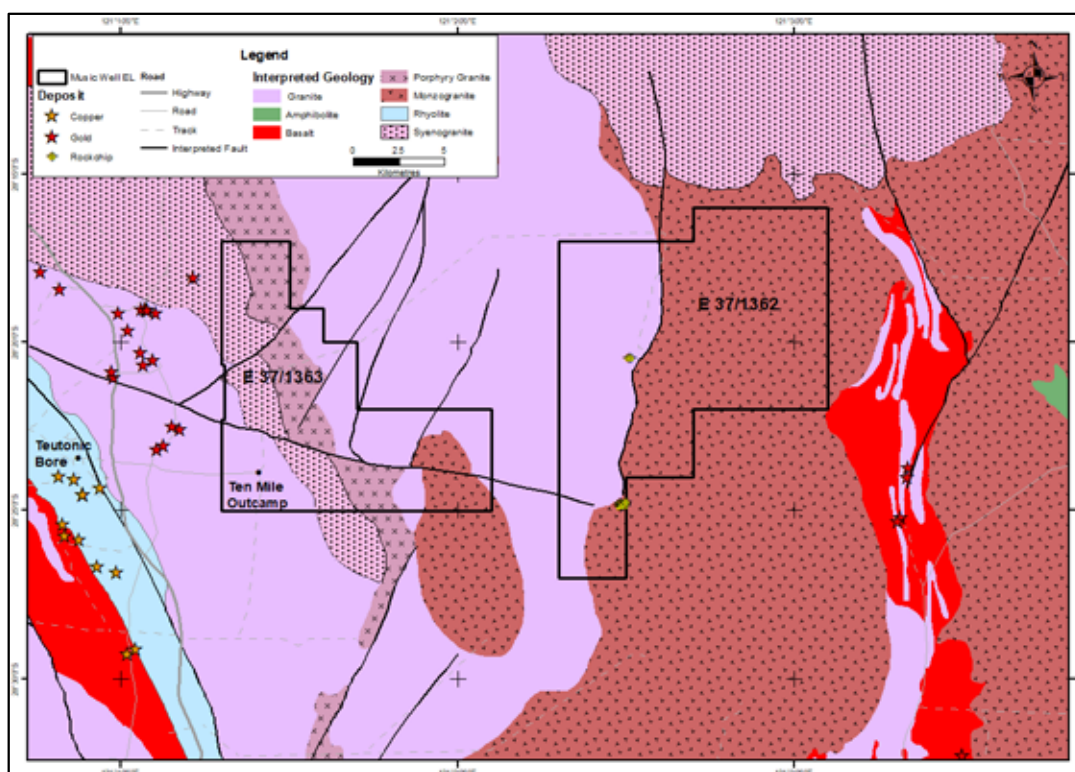 Legend
Music Well EL
Deposit
Copper
Gold
Rockchip
Road
Highway
Road
Track
Interpreted Fault
Interpreted Geology
Granite
Amphibolite
Basalt
Porphyry Granite
Monzogranite
Rhyolite
Syenogranite
0 2.5 5
Kilometres
E 37/1362
E 37/1363
Teutonic
Bore
Ten Mile
Outcamp